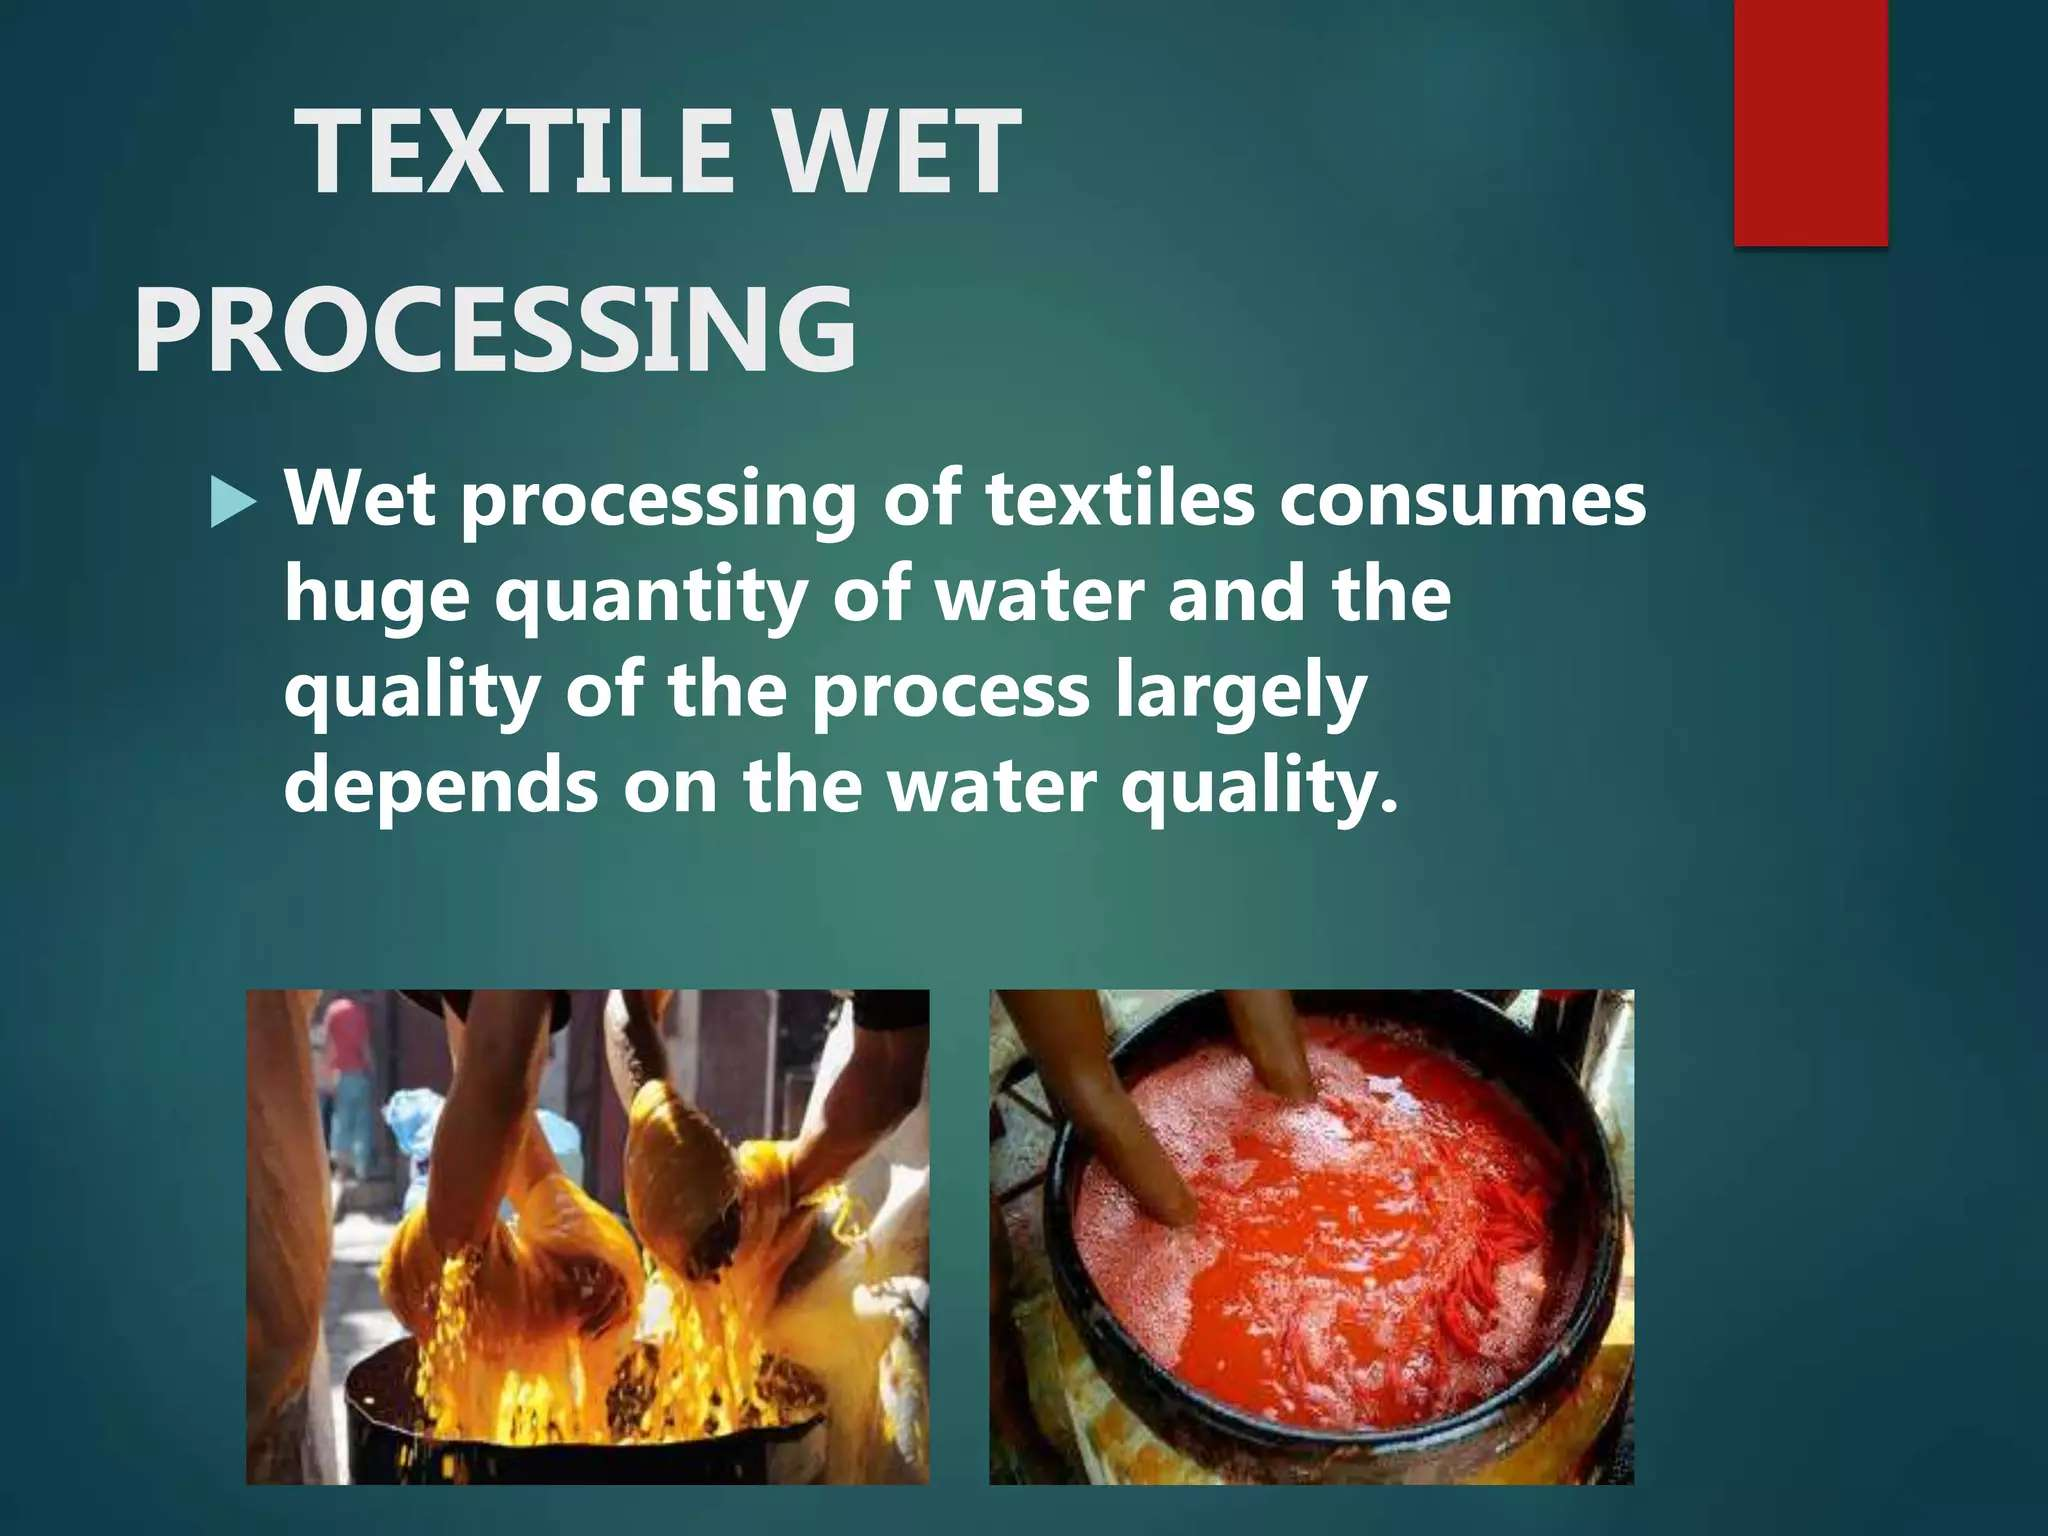 TEXTILE WET
PROCESSING
Wet processing of textiles consumes
huge quantity of water and the
quality of the process largely
depends on the water quality.